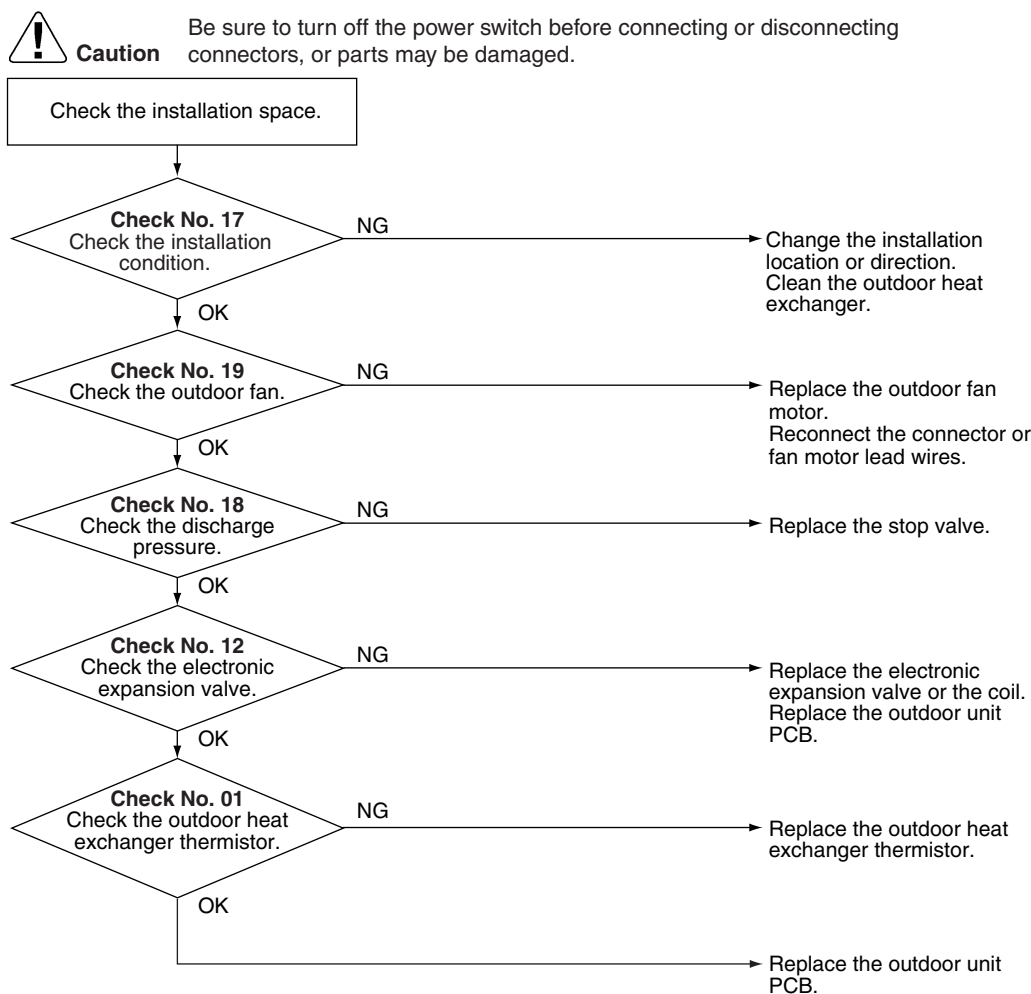 Be sure to turn off the power switch before connecting or disconnecting
Caution connectors, or parts may be damaged.
Check the installation space.
Check No. 17
Check the installation
condition.
NG
Change the installation
location or direction.
Clean the outdoor heat
exchanger.
OK
Check No. 19
Check the outdoor fan.
NG
Replace the outdoor fan
motor.
Reconnect the connector or
fan motor lead wires.
OK
Check No. 18
Check the discharge
pressure.
NG
Replace the stop valve.
OK
Check No. 12
Check the electronic
expansion valve.
NG
Replace the electronic
expansion valve or the coil.
Replace the outdoor unit
PCB.
OK
Check No. 01
Check the outdoor heat
exchanger thermistor.
NG
Replace the outdoor heat
exchanger thermistor.
OK
Replace the outdoor unit
PCB.